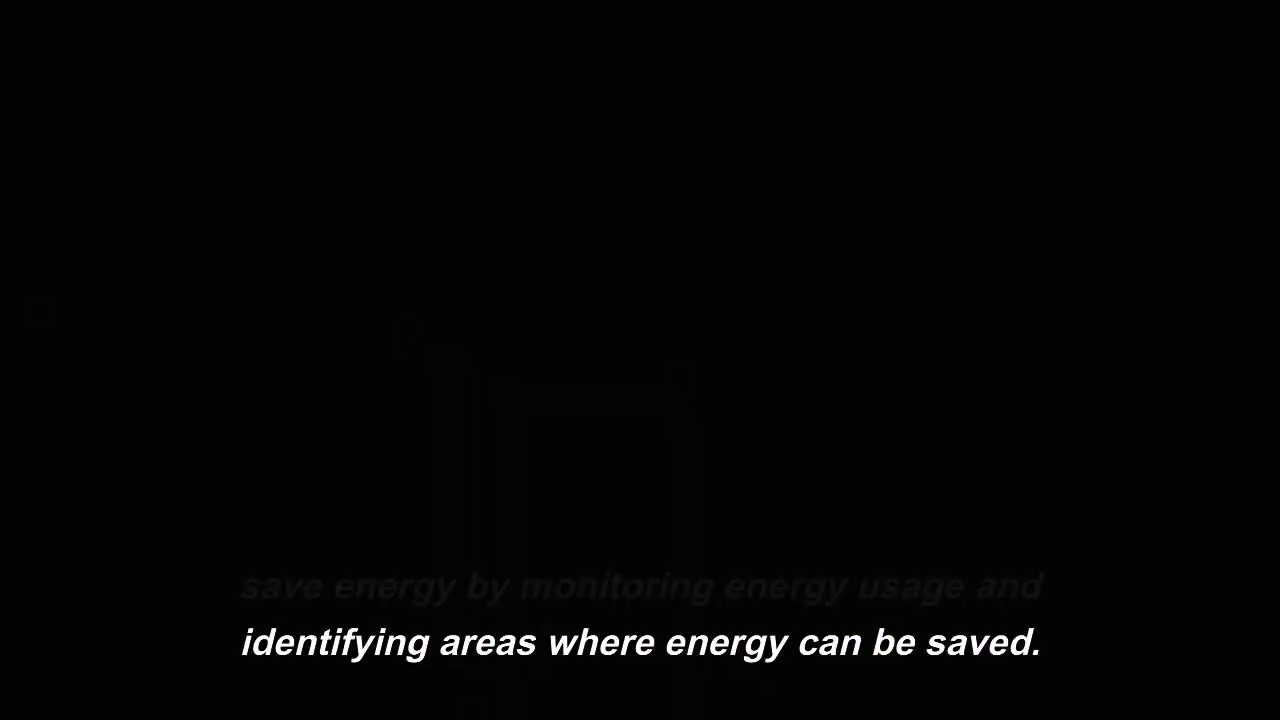 save energy by monitoring energy usage and
identifying areas where energy can be saved.